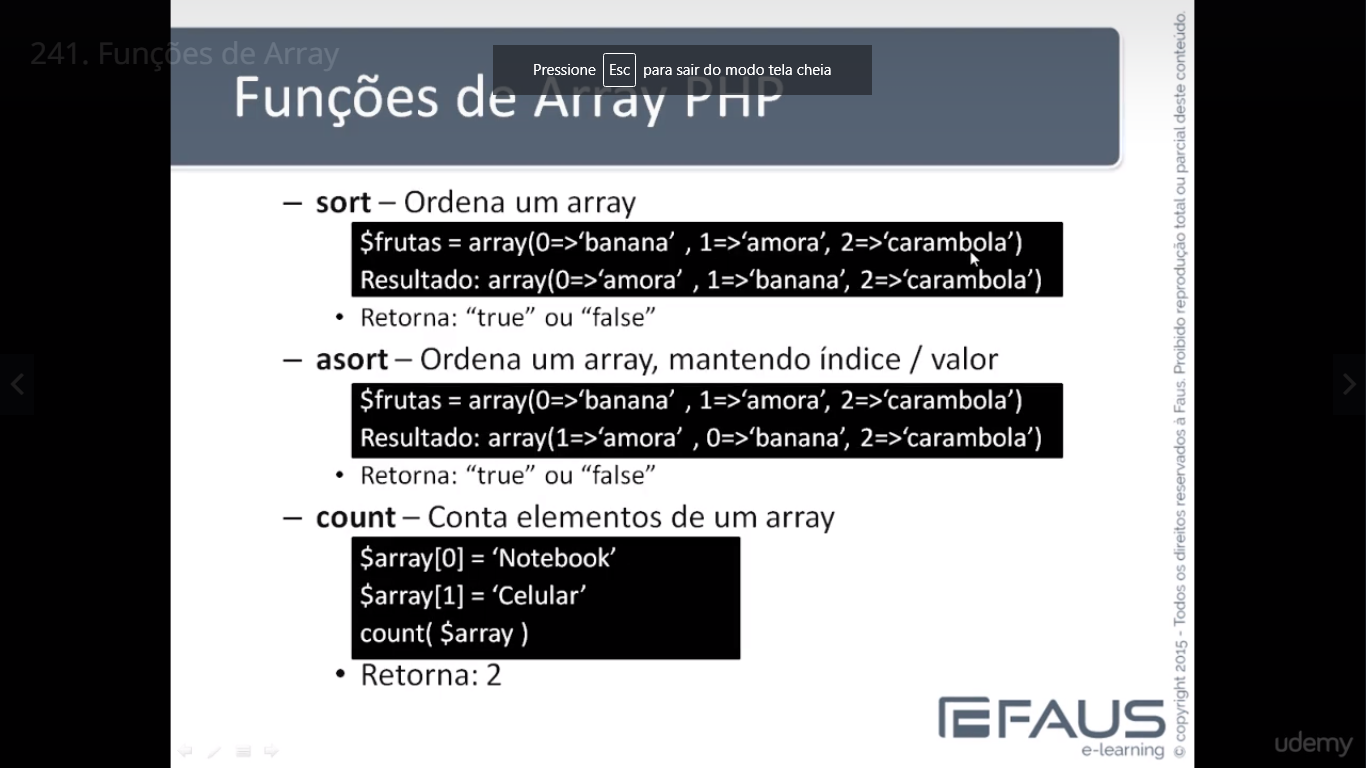 241. Funções de Array
Pressione Esc para sair do modo tela cheia
Funções de Array PHP
– sort – Ordena um array
$frutas = array(0=>‘banana’ , 1=>‘amora’, 2=>‘carambola’)
Resultado: array(0=>‘amora’ , 1=>‘banana’, 2=>‘carambola’)
• Retorna: “true” ou “false”
– asort – Ordena um array, mantendo índice / valor
$frutas = array(0=>‘banana’ , 1=>‘amora’, 2=>‘carambola’)
Resultado: array(1=>‘amora’ , 0=>‘banana’, 2=>‘carambola’)
• Retorna: “true” ou “false”
– count – Conta elementos de um array
$array[0] = ‘Notebook’
$array[1] = ‘Celular’
count( $array )
• Retorna: 2
FAUS
e-learning
© copyright 2015 - Todos os direitos reservados à Faus. Proibido reprodução total ou parcial deste conteúdo.
udemy